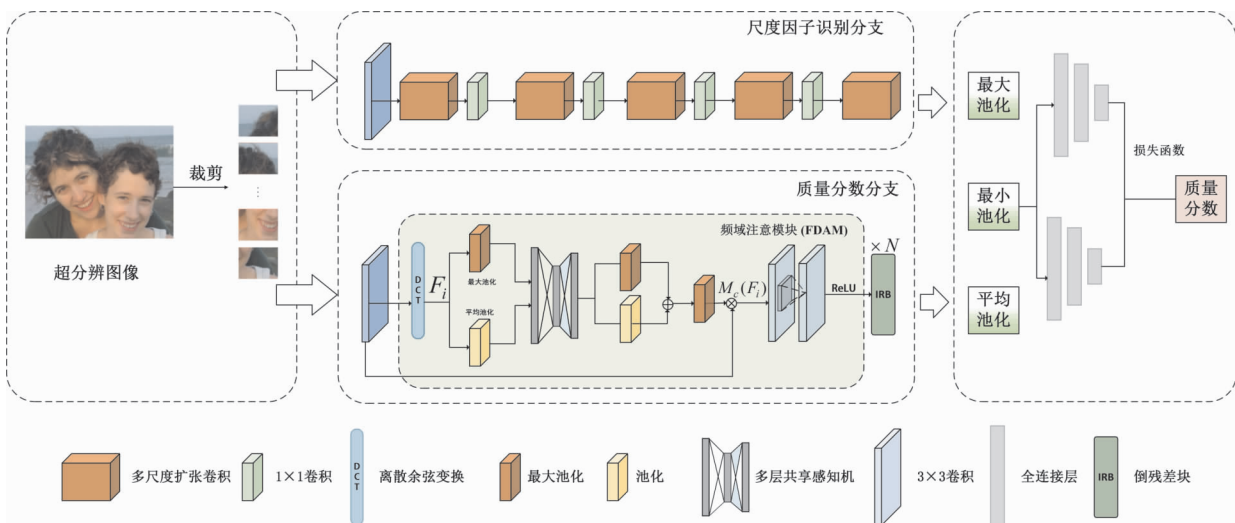 超分辨图像
裁剪
⋮
尺度因子识别分支
质量分数分支
频域注意模块 (FDAM)
DCT
F_i
最大池化
平均池化
M_c(F_i)
ReLU
×N
IRB
最大
池化
最小
池化
平均
池化
损失函数
质量
分数
多尺度扩张卷积
1×1卷积
DCT
离散余弦变换
最大池化
池化
多层共享感知机
3×3卷积
全连接层
IRB
倒残差块